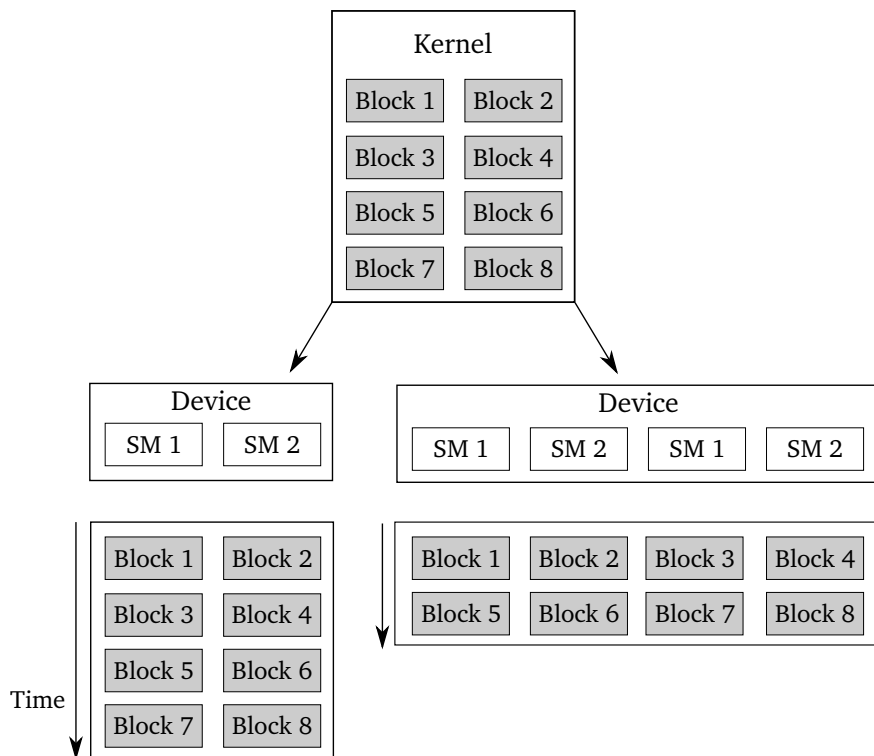 Kernel
Block 1 Block 2
Block 3 Block 4
Block 5 Block 6
Block 7 Block 8
Device
SM 1 SM 2
Device
SM 1 SM 2 SM 1 SM 2
Block 1 Block 2
Block 3 Block 4
Block 5 Block 6
Block 7 Block 8
Time
Block 1 Block 2 Block 3 Block 4
Block 5 Block 6 Block 7 Block 8